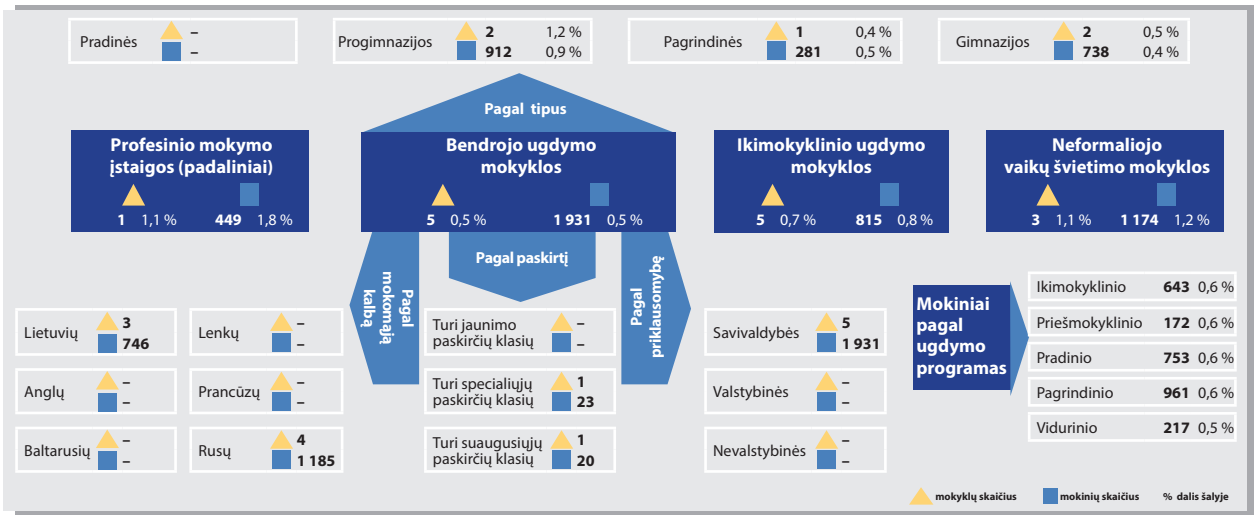 Pradinės
–
–
Progimnazijos
2 1,2 %
912 0,9 %
Pagrindinės
1 0,4 %
281 0,5 %
Gimnazijos
2 0,5 %
738 0,4 %
Pagal tipus
Profesinio mokymo
įstaigos (padaliniai)
1 1,1 % 449 1,8 %
Bendrojo ugdymo
mokyklos
5 0,5 % 1 931 0,5 %
Ikimokyklinio ugdymo
mokyklos
5 0,7 % 815 0,8 %
Neformaliojo
vaikų švietimo mokyklos
3 1,1 % 1 174 1,2 %
Pagal
mokomąją
kalbą
Pagal paskirtį
Pagal
priklausomybę
Lietuvių
3
746
Lenkų
–
–
Anglų
–
–
Prancūzų
–
–
Baltarusių
–
–
Rusų
4
1 185
Turi jaunimo
paskirčių klasių
–
–
Turi specialiųjų
paskirčių klasių
1
23
Turi suaugusiųjų
paskirčių klasių
1
20
Savivaldybės
5
1 931
Valstybinės
–
–
Nevalstybinės
–
–
Mokiniai
pagal
ugdymo
programas
Ikimokyklinio 643 0,6 %
Priešmokyklinio 172 0,6 %
Pradinio 753 0,6 %
Pagrindinio 961 0,6 %
Vidurinio 217 0,5 %
mokyklų skaičius mokinių skaičius % dalis šalyje